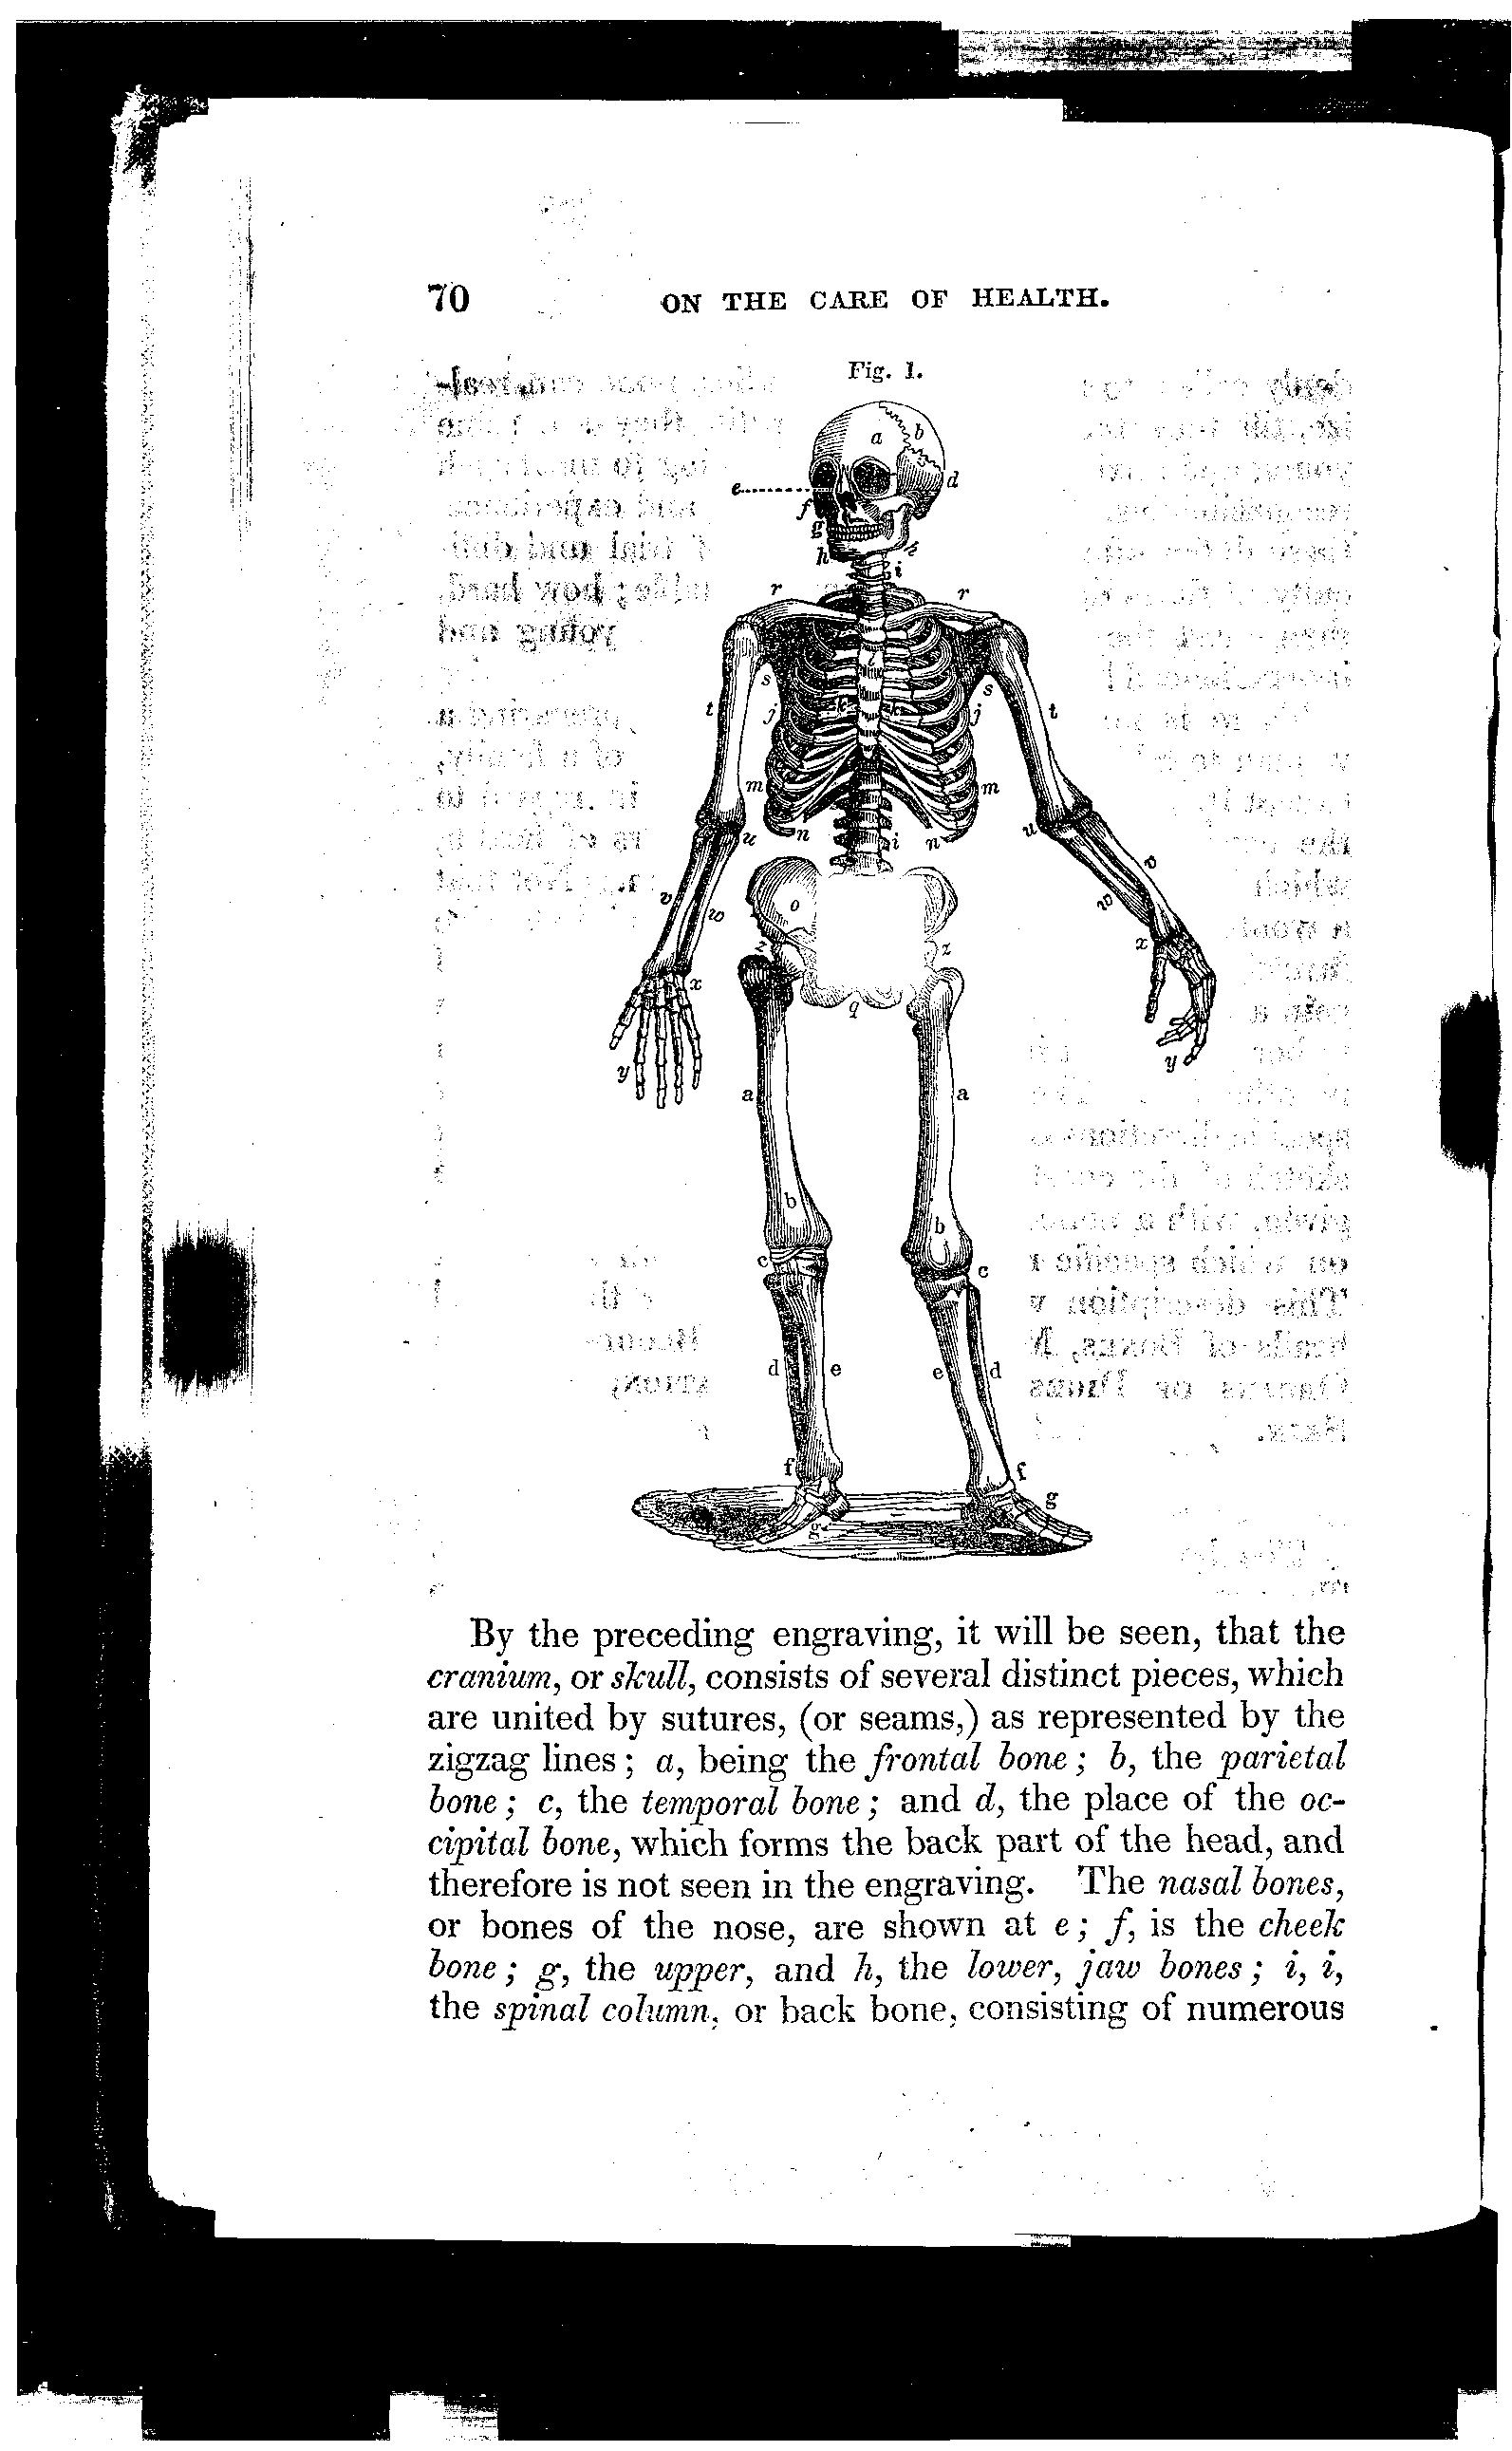 70 ON THE CARE OF HEALTH.
Fig. 1.
a b
d
e
f
g
h
i
r r
l
s s
t j k k j t
m m
u n i n u
v w o w v
z z x
x q
y y
a a
b b
c c
d e e d
f f
g g
By the preceding engraving, it will be seen, that the
cranium, or skull, consists of several distinct pieces, which
are united by sutures, (or seams,) as represented by the
zigzag lines; a, being the frontal bone; b, the parietal
bone; c, the temporal bone; and d, the place of the oc-
cipital bone, which forms the back part of the head, and
therefore is not seen in the engraving. The nasal bones,
or bones of the nose, are shown at e; f, is the cheek
bone; g, the upper, and h, the lower, jaw bones; i, i,
the spinal column, or back bone, consisting of numerous